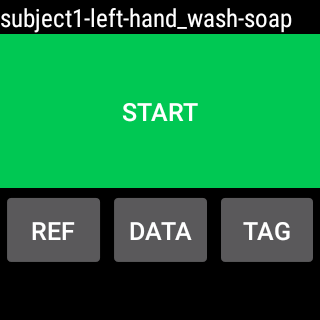 subject1-left-hand_wash-soap
START
REF DATA TAG